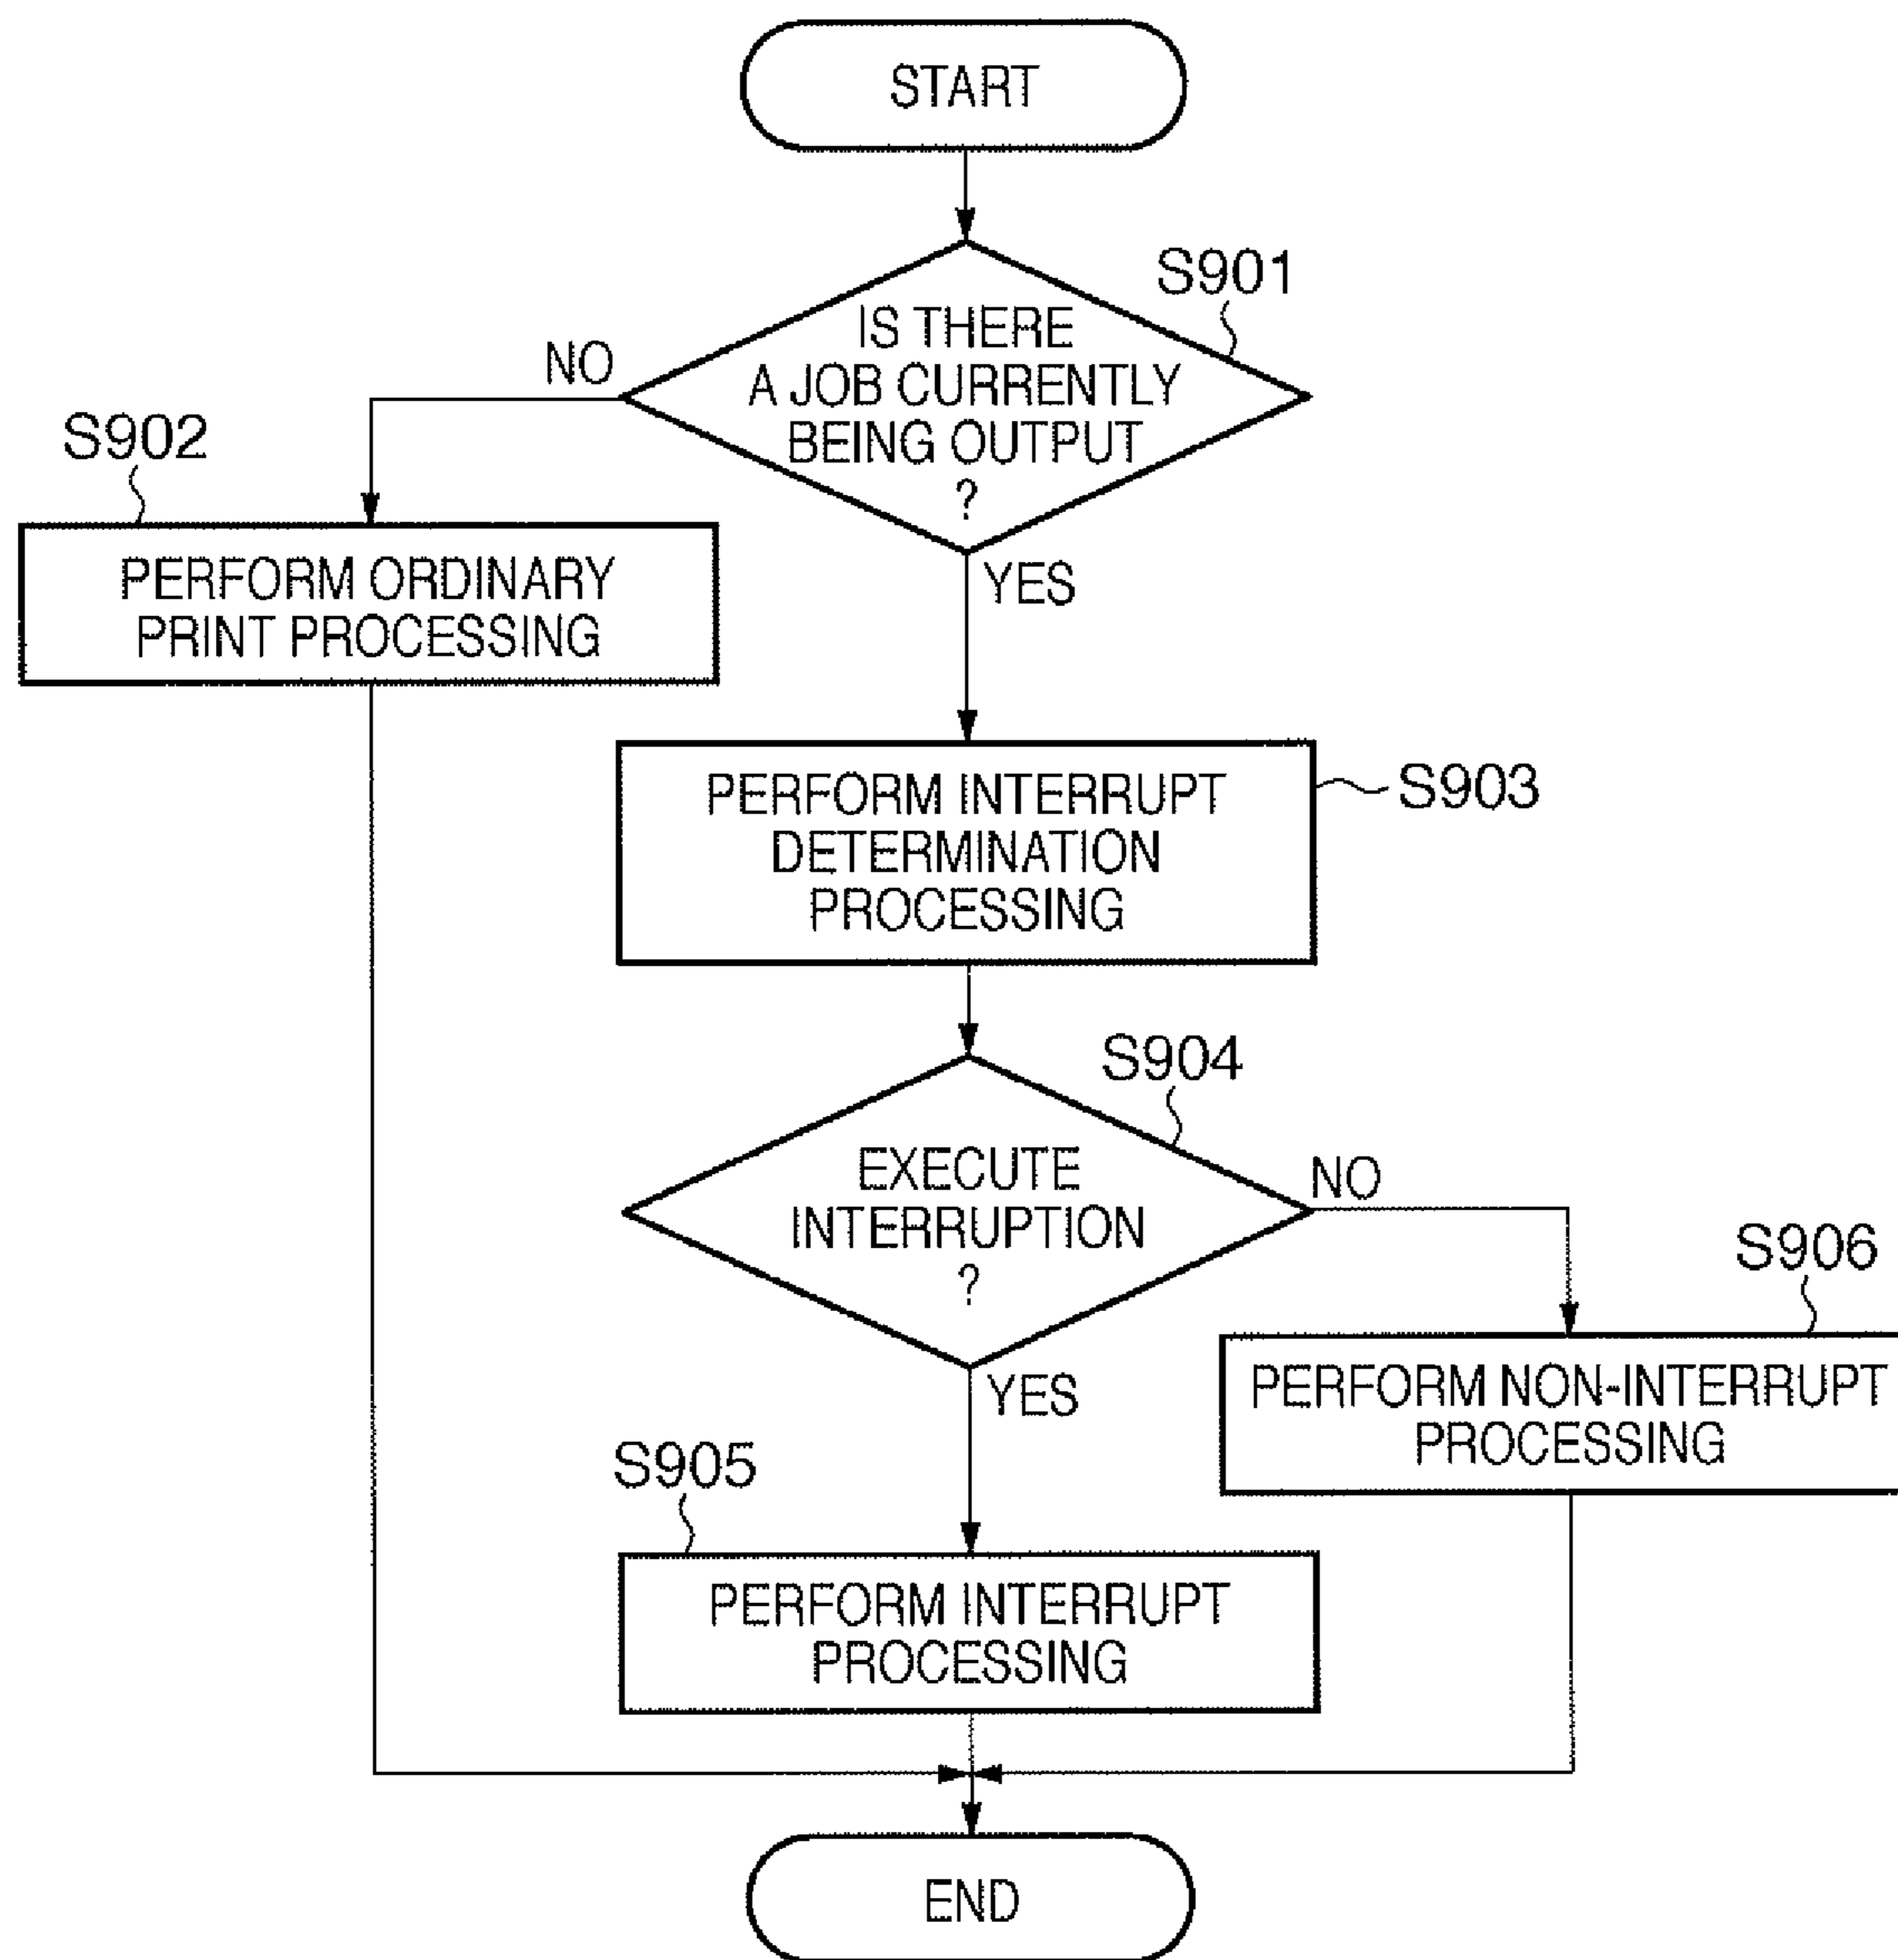 START
S901
IS THERE
A JOB CURRENTLY
BEING OUTPUT
?
NO
YES
S902
PERFORM ORDINARY
PRINT PROCESSING
PERFORM INTERRUPT
DETERMINATION
PROCESSING
S903
S904
EXECUTE
INTERRUPTION
?
NO
YES
S906
PERFORM NON-INTERRUPT
PROCESSING
S905
PERFORM INTERRUPT
PROCESSING
END